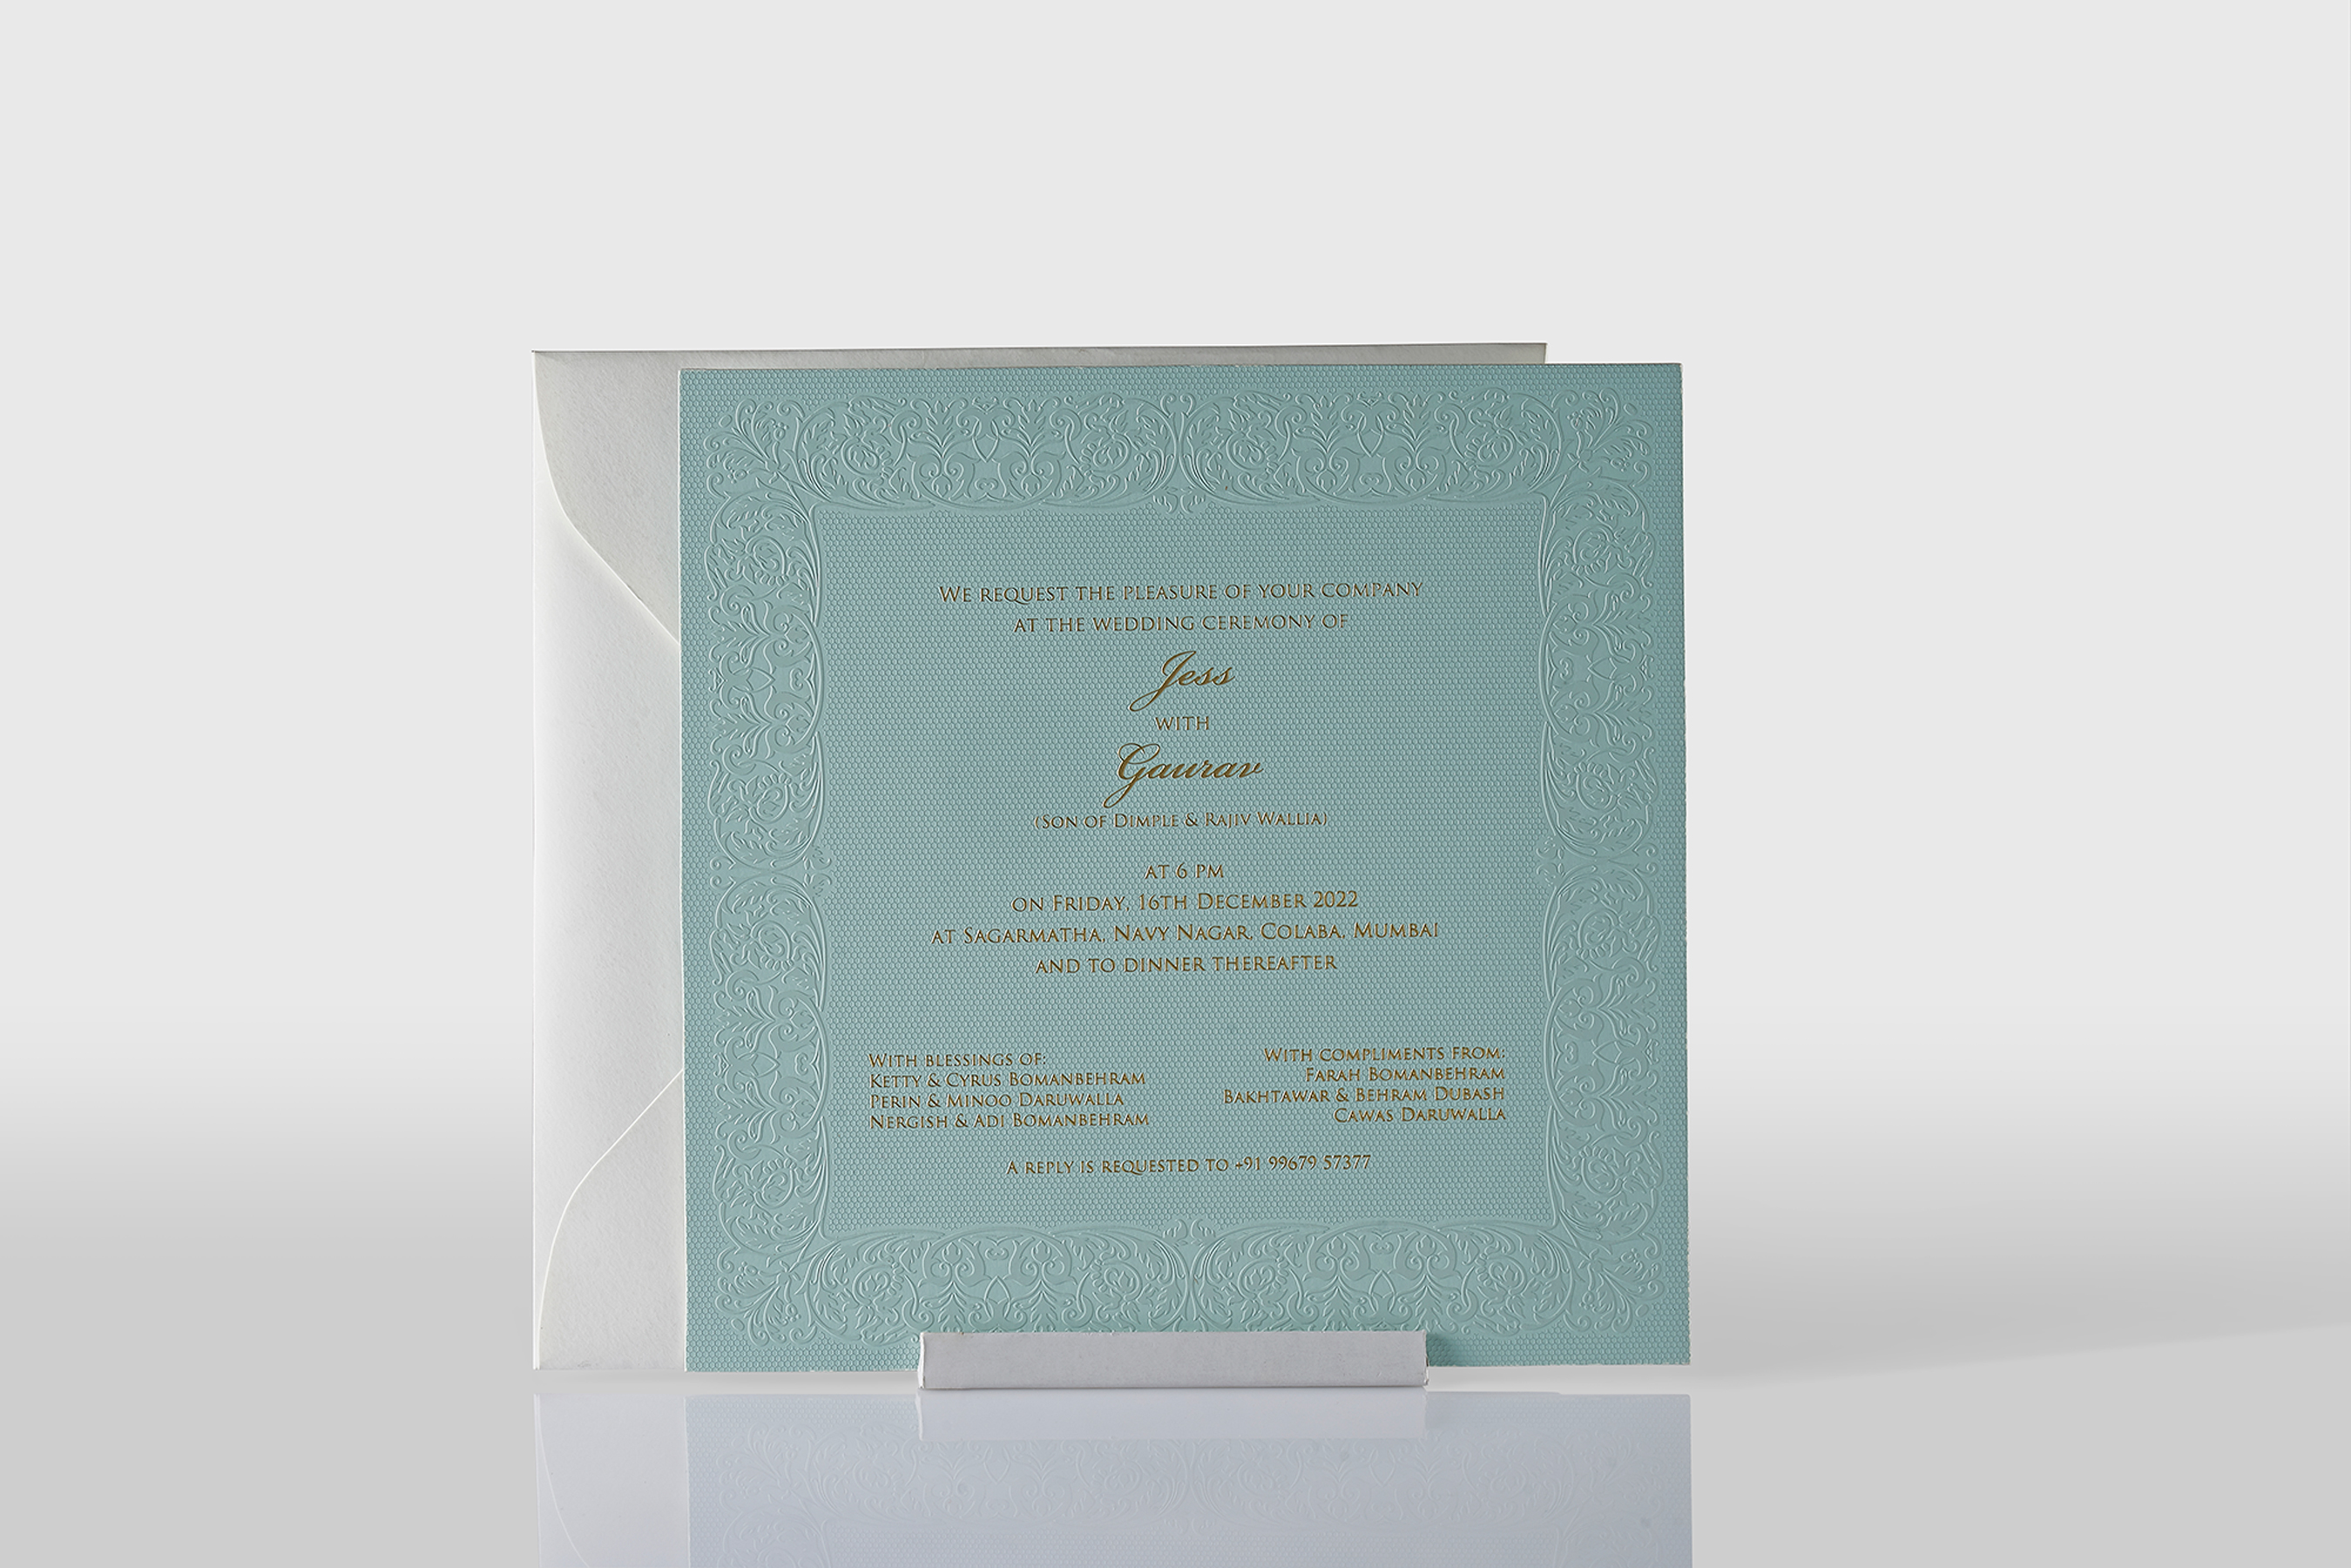 We request the pleasure of your company
at the wedding ceremony of
Jess
with
Gaurav
(Son of Dimple & Rajiv Wallia)
at 6 pm
on Friday, 16th December 2022
at Sagarmatha, Navy Nagar, Colaba, Mumbai
and to dinner thereafter
With blessings of:
Ketty & Cyrus Bomanbehram
Perin & Minoo Daruwalla
Nergish & Adi Bomanbehram
With compliments from:
Farah Bomanbehram
Bakhtawar & Behram Dubash
Cawas Daruwalla
A reply is requested to +91 99679 57377